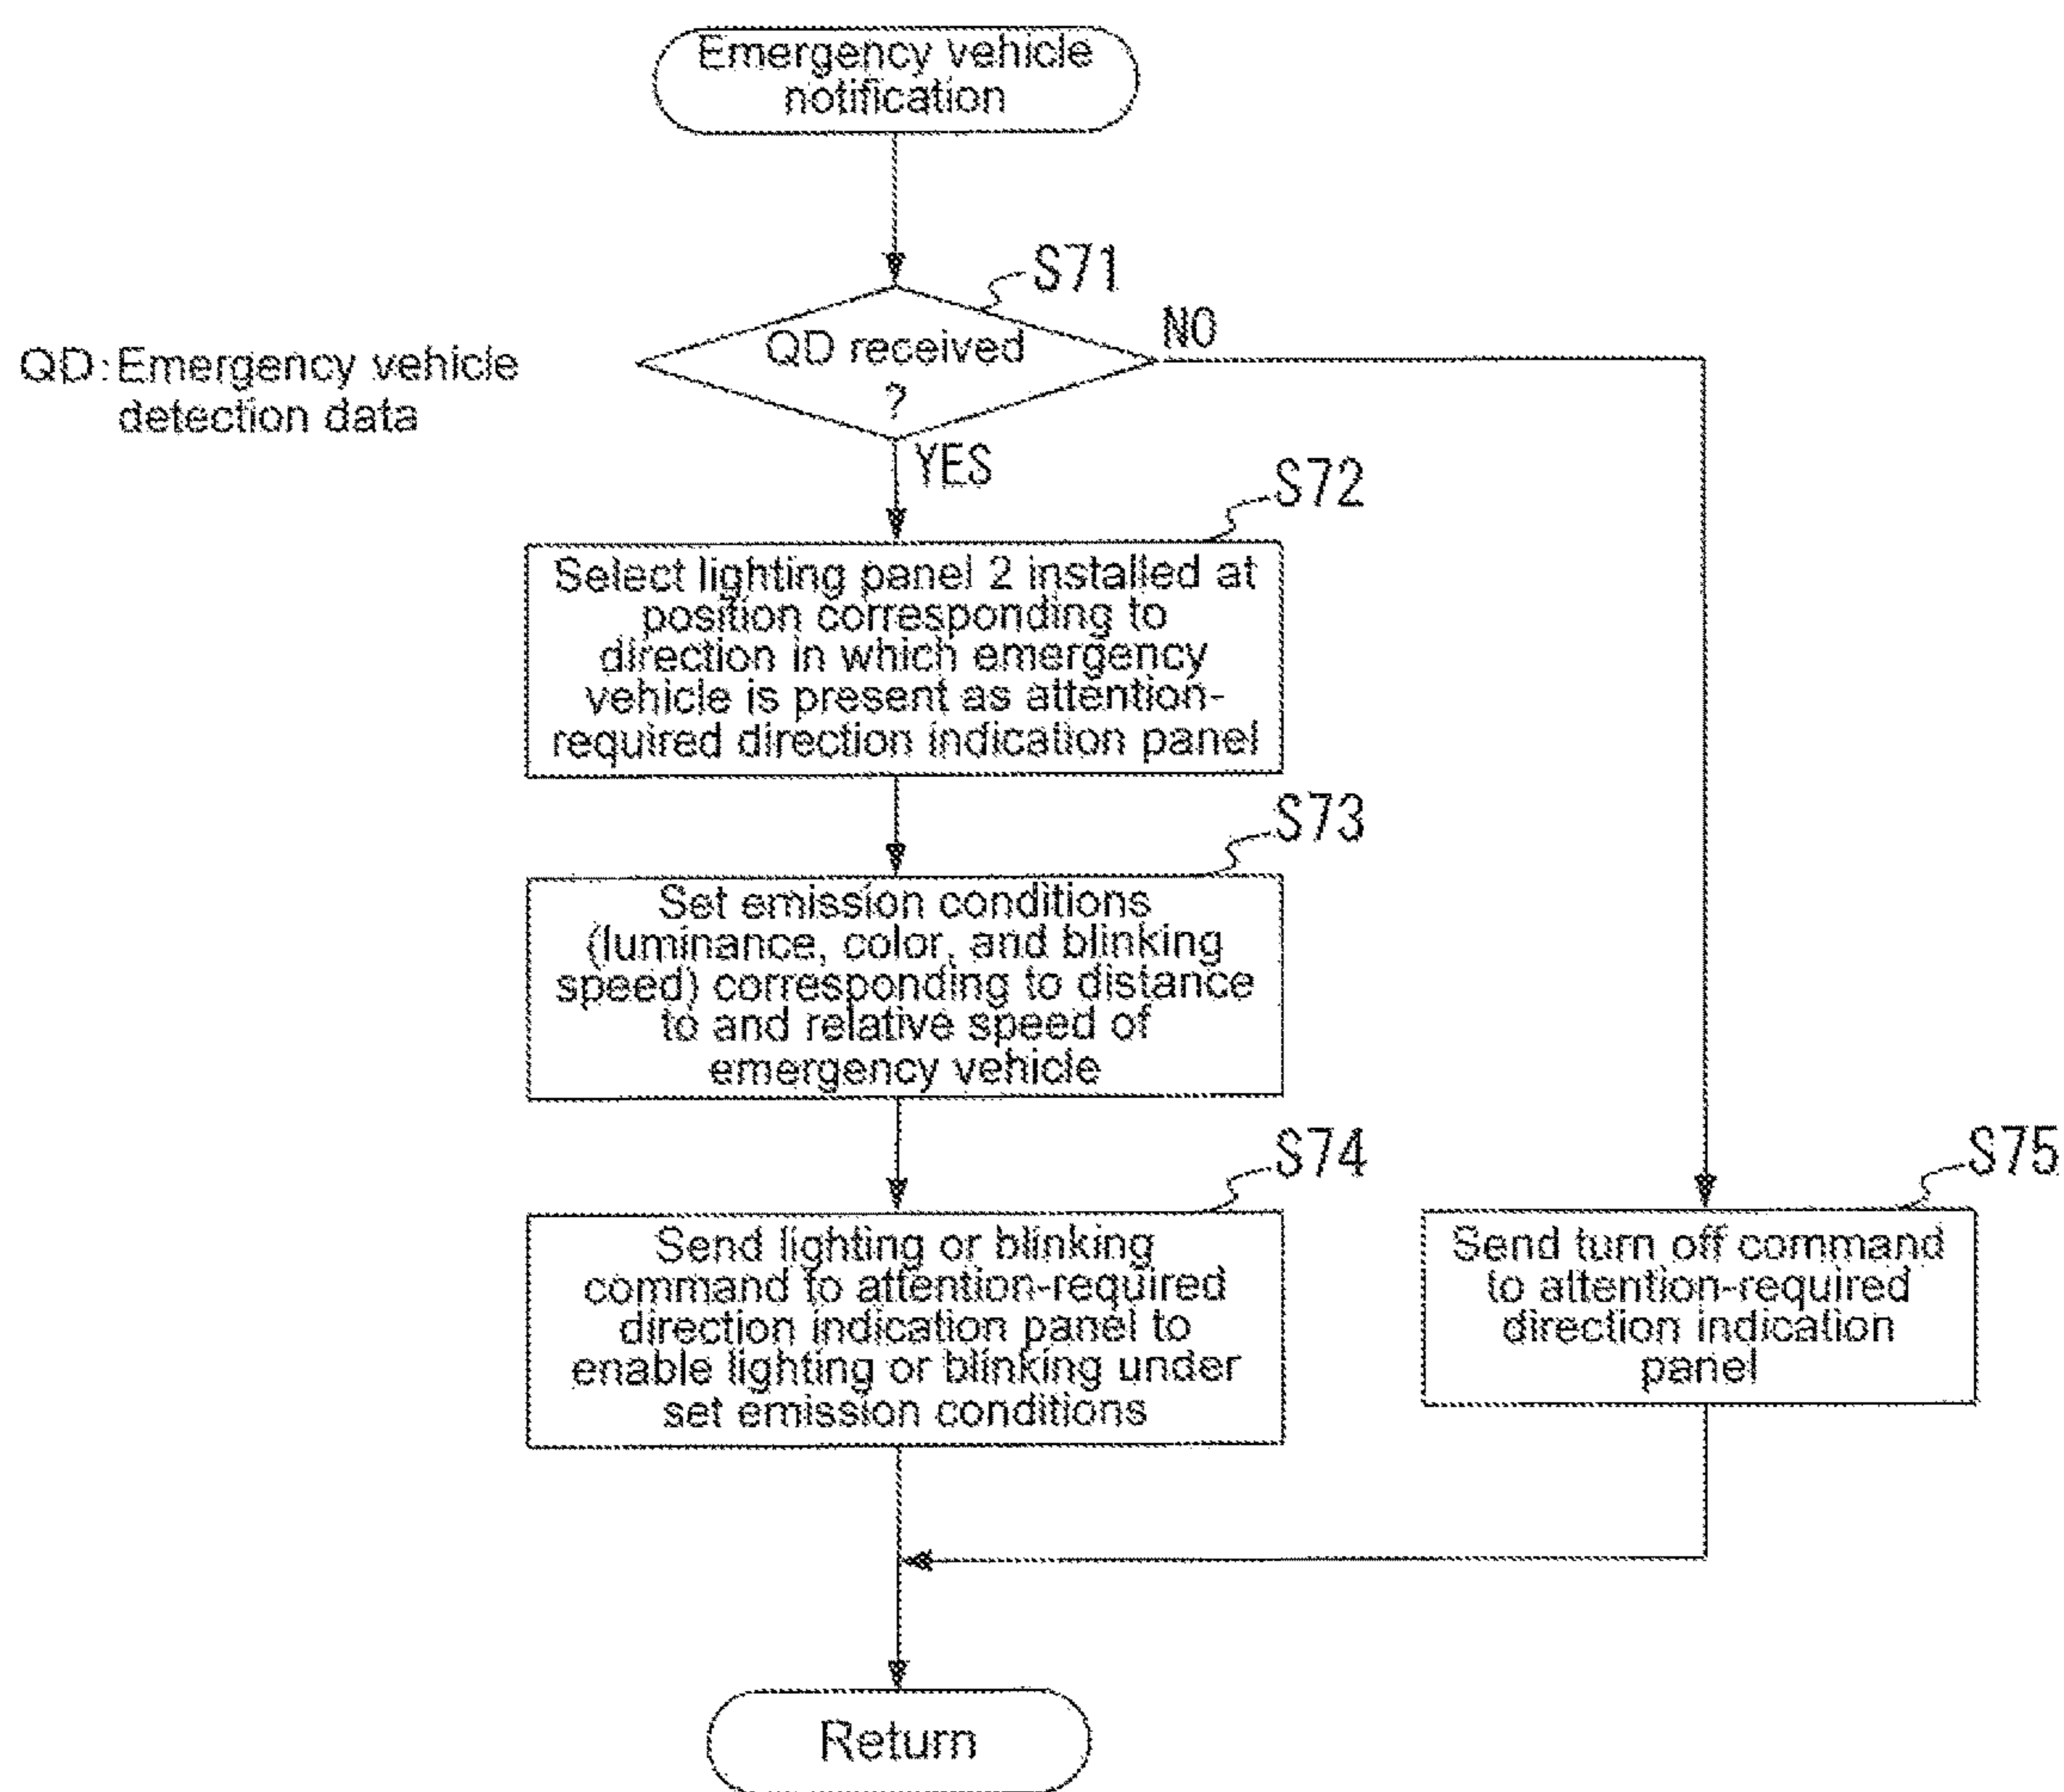 Emergency vehicle
notification
S71
QD received
?
NO
QD:Emergency vehicle
detection data
YES
S72
Select lighting panel 2 installed at
position corresponding to
direction in which emergency
vehicle is present as attention-
required direction indication panel
S73
Set emission conditions
(luminance, color, and blinking
speed) corresponding to distance
to and relative speed of
emergency vehicle
S74
Send lighting or blinking
command to attention-required
direction indication panel to
enable lighting or blinking under
set emission conditions
S75
Send turn off command
to attention-required
direction indication
panel
Return